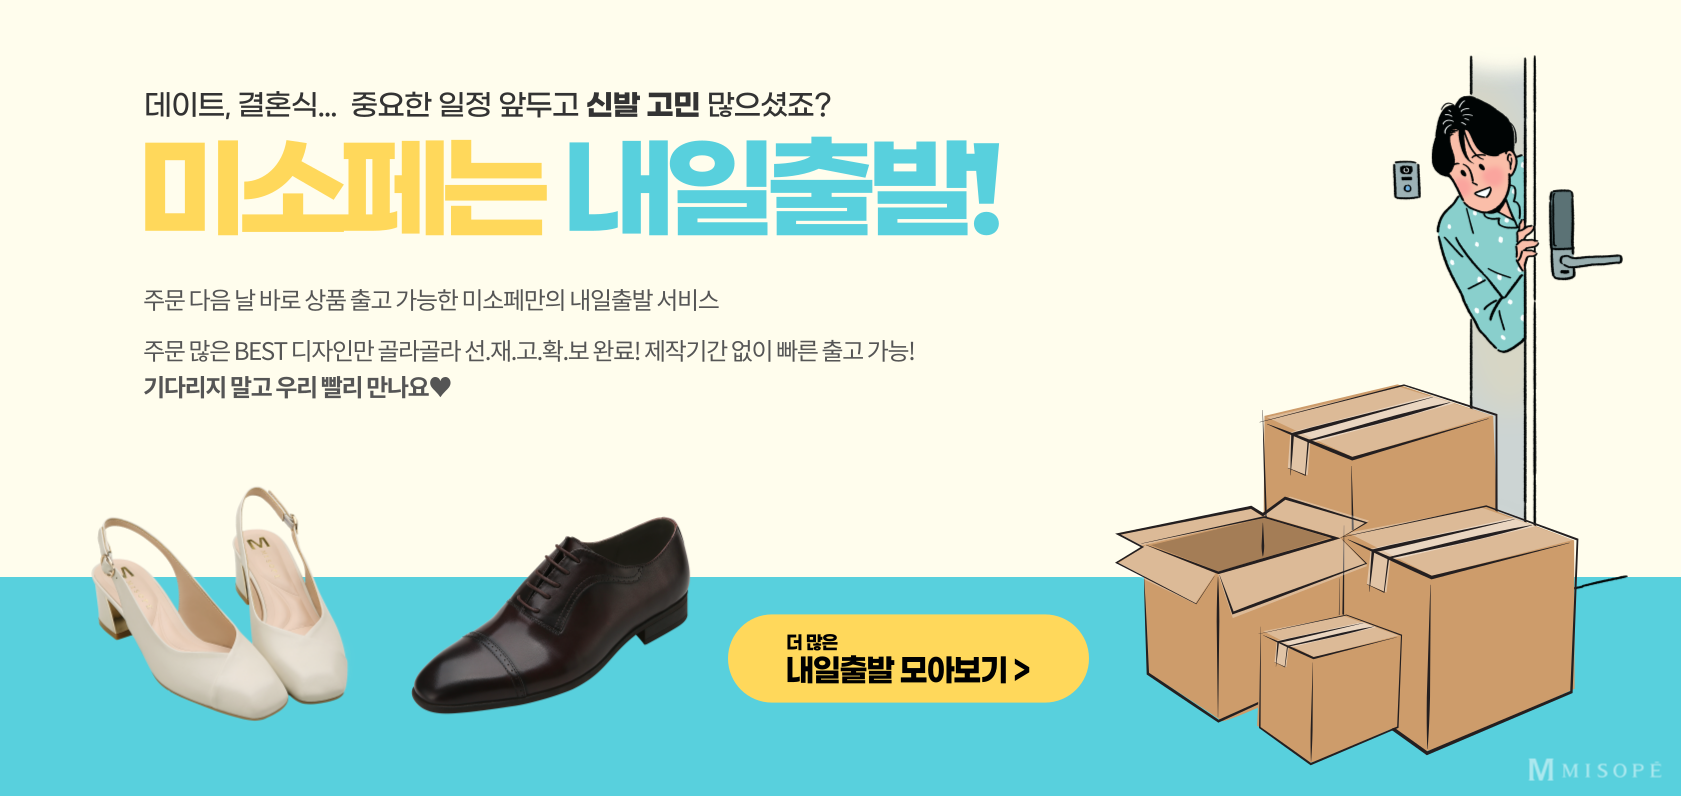 데이트, 결혼식... 중요한 일정 앞두고 신발 고민 많으셨죠?
미소페는 내일출발!
주문 다음 날 바로 상품 출고 가능한 미소페만의 내일출발 서비스
주문 많은 BEST 디자인만 골라골라 선.재.고.확.보 완료! 제작기간 없이 빠른 출고 가능!
기다리지 말고 우리 빨리 만나요♥
M
M
더 많은
내일출발 모아보기 >
M MISOPÉ